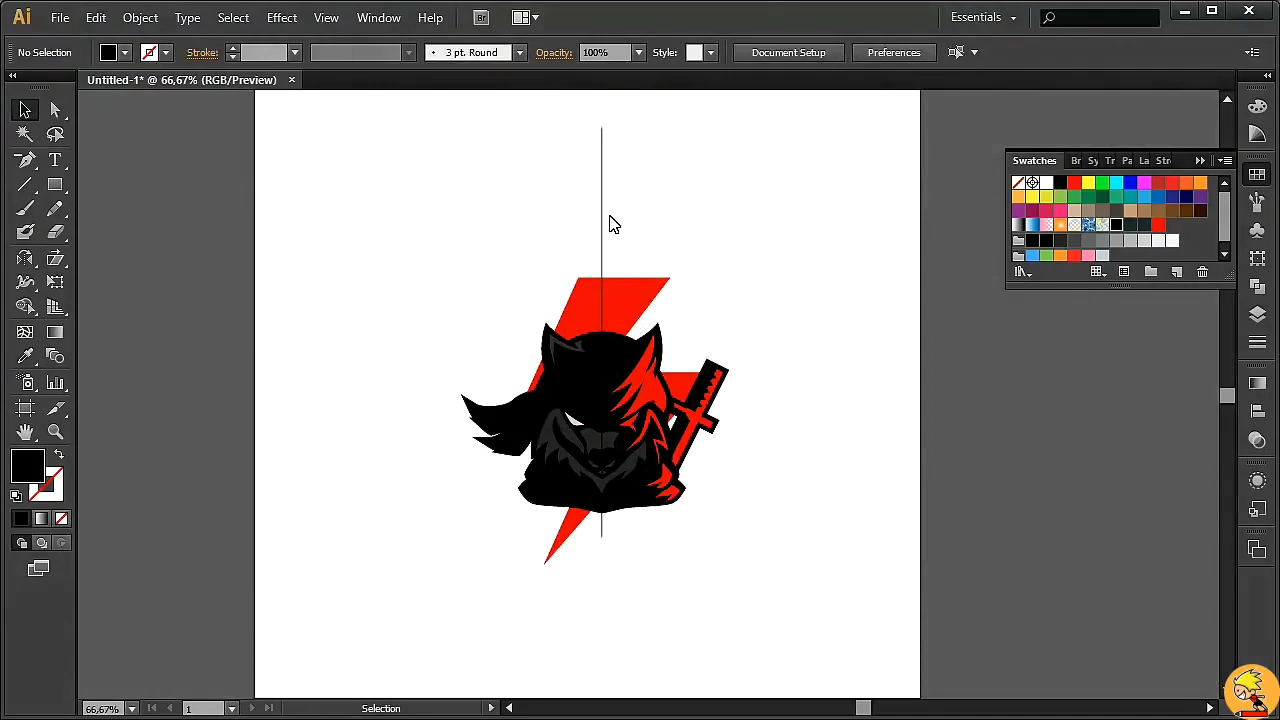 Ai File Edit Object Type Select Effect View Window Help Br Essentials
No Selection Stroke: 3 pt. Round Opacity: 100% Style: Document Setup Preferences
Untitled-1* @ 66,67% (RGB/Preview)
Swatches Br Sy Tr Pa La Stro
66,67% 1 Selection